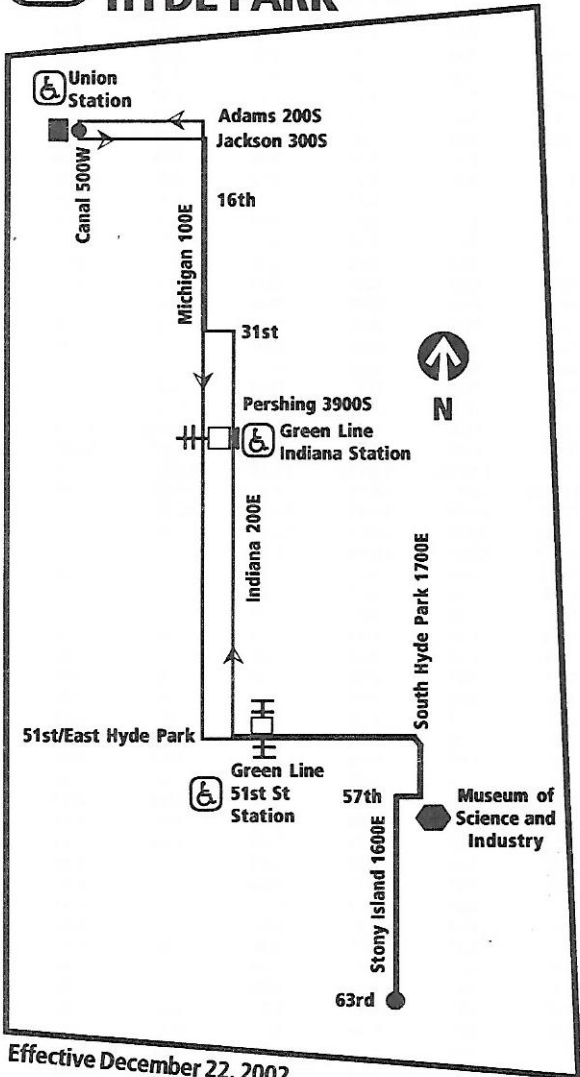 HYDE PARK
Union
Station
Adams 200S
Jackson 300S
Canal 500W
16th
Michigan 100E
31st
N
Pershing 3900S
Green Line
Indiana Station
Indiana 200E
South Hyde Park 1700E
51st/East Hyde Park
Green Line
51st St
Station
57th
Museum of
Science and
Industry
Stony Island 1600E
63rd
Effective December 22, 2002